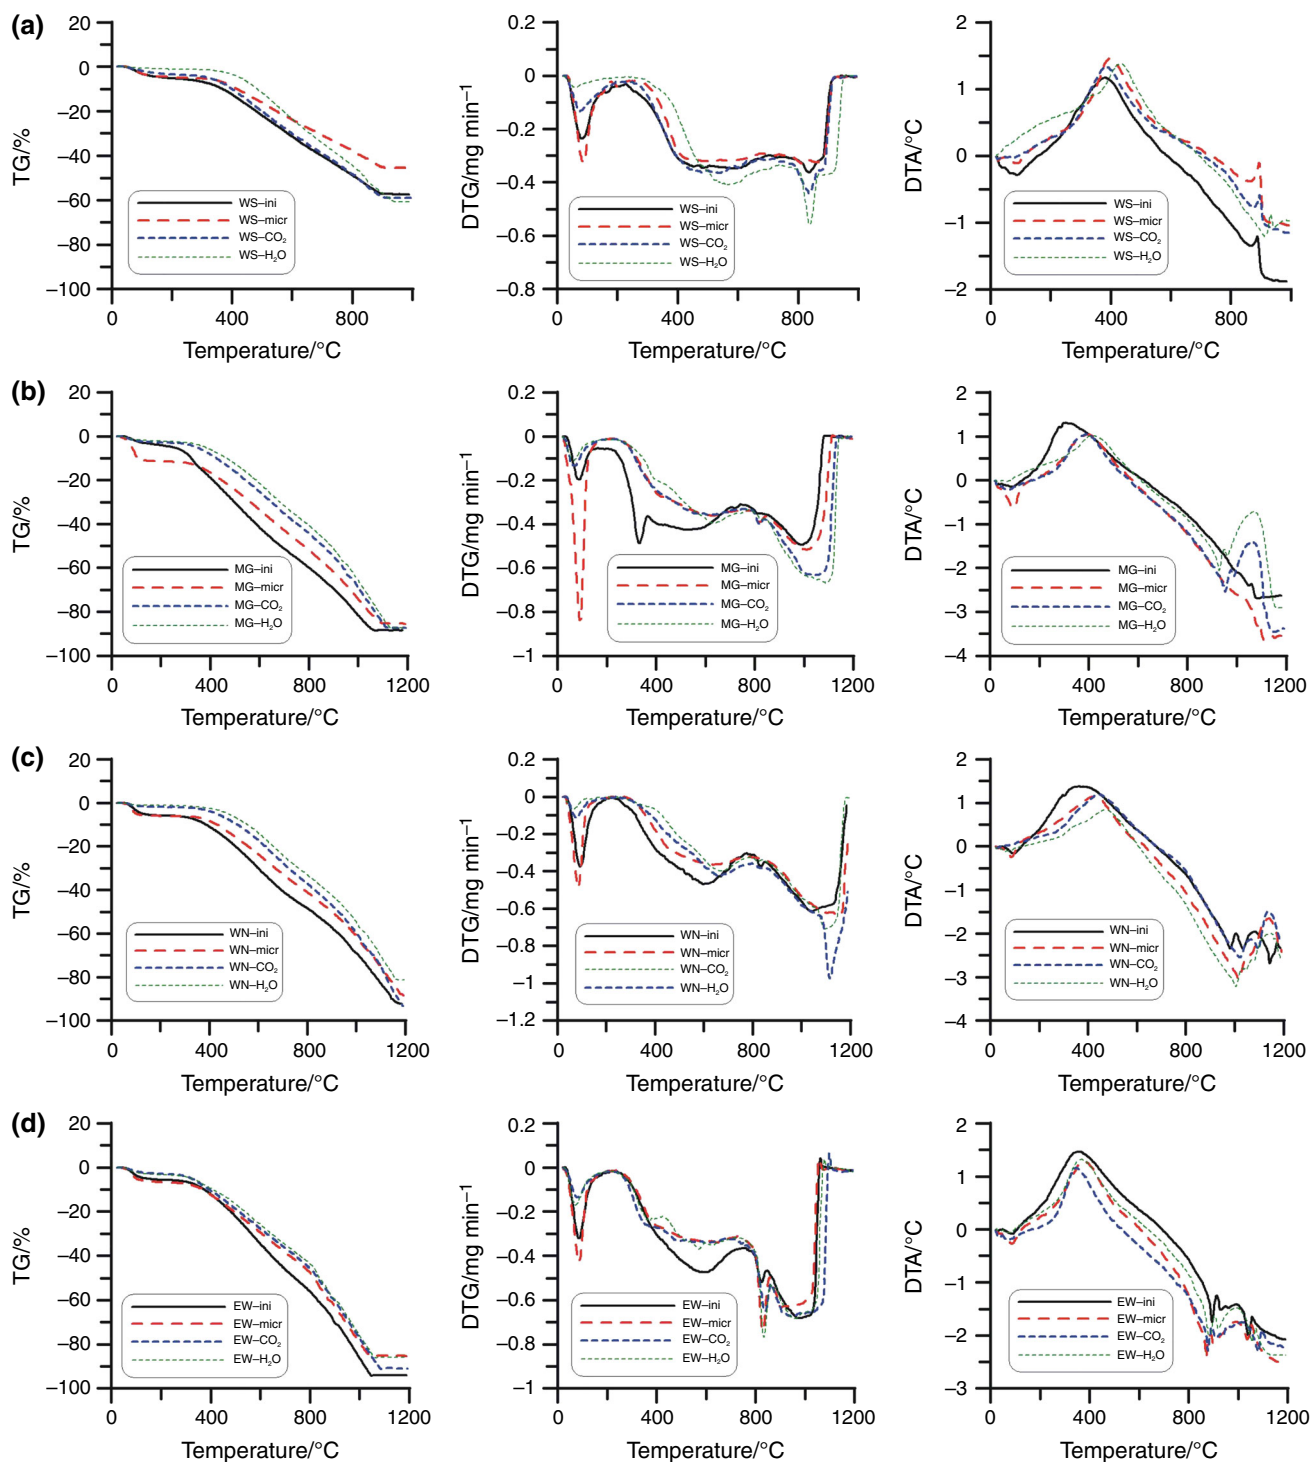 (a)
TG/%
20
0
−20
−40
−60
−80
−100
WS–ini
WS–micr
WS–CO₂
WS–H₂O
0 400 800
Temperature/°C
DTG/mg min⁻¹
0.2
0
−0.2
−0.4
−0.6
−0.8
WS–ini
WS–micr
WS–CO₂
WS–H₂O
0 400 800
Temperature/°C
DTA/°C
2
1
0
−1
−2
WS–ini
WS–micr
WS–CO₂
WS–H₂O
0 400 800
Temperature/°C
(b)
TG/%
20
0
−20
−40
−60
−80
−100
MG–ini
MG–micr
MG–CO₂
MG–H₂O
0 400 800 1200
Temperature/°C
DTG/mg min⁻¹
0.2
0
−0.2
−0.4
−0.6
−0.8
−1
MG–ini
MG–micr
MG–CO₂
MG–H₂O
0 400 800 1200
Temperature/°C
DTA/°C
2
1
0
−1
−2
−3
−4
MG–ini
MG–micr
MG–CO₂
MG–H₂O
0 400 800 1200
Temperature/°C
(c)
TG/%
20
0
−20
−40
−60
−80
−100
WN–ini
WN–micr
WN–CO₂
WN–H₂O
0 400 800 1200
Temperature/°C
DTG/mg min⁻¹
0.2
0
−0.2
−0.4
−0.6
−0.8
−1
−1.2
WN–ini
WN–micr
WN–CO₂
WN–H₂O
0 400 800 1200
Temperature/°C
DTA/°C
2
1
0
−1
−2
−3
−4
WN–ini
WN–micr
WN–CO₂
WN–H₂O
0 400 800 1200
Temperature/°C
(d)
TG/%
20
0
−20
−40
−60
−80
−100
EW–ini
EW–micr
EW–CO₂
EW–H₂O
0 400 800 1200
Temperature/°C
DTG/mg min⁻¹
0.2
0
−0.2
−0.4
−0.6
−0.8
−1
EW–ini
EW–micr
EW–CO₂
EW–H₂O
0 400 800 1200
Temperature/°C
DTA/°C
2
1
0
−1
−2
−3
EW–ini
EW–micr
EW–CO₂
EW–H₂O
0 400 800 1200
Temperature/°C